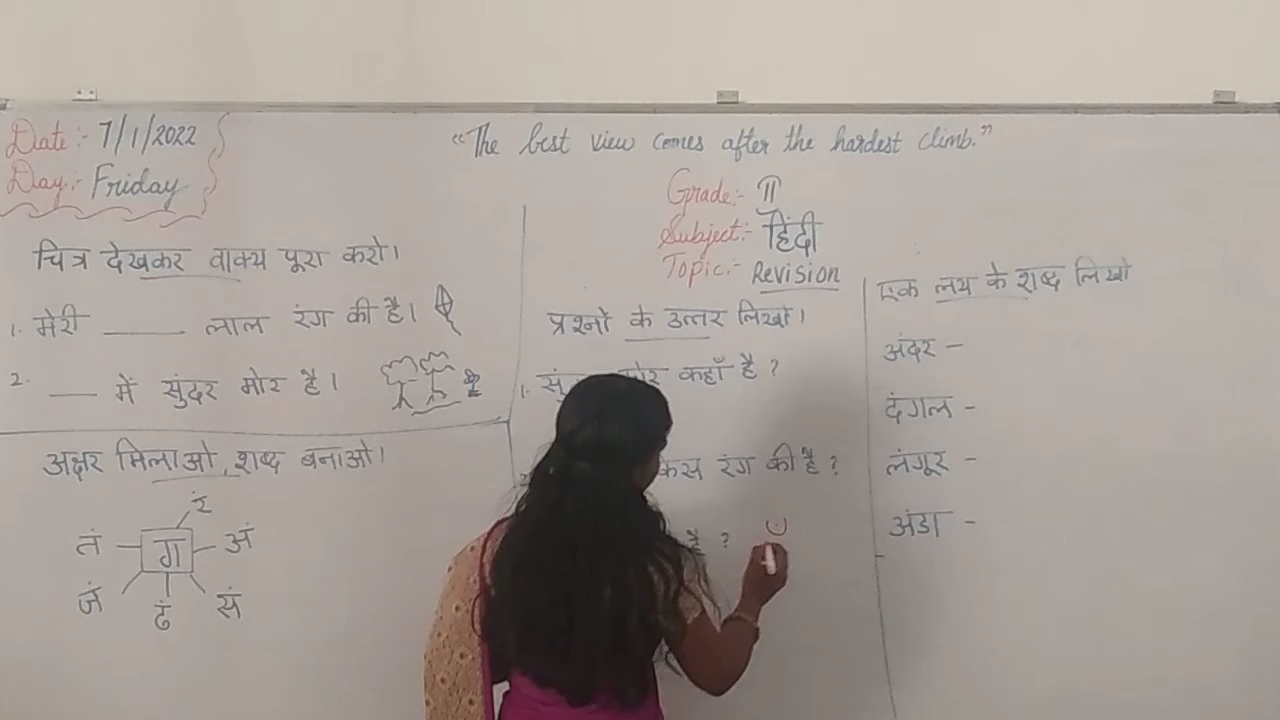 Date:- 7/1/2022
Day:- Friday
“The best view comes after the hardest climb.”
Grade:- II
Subject:- हिंदी
Topic:- Revision
चित्र देखकर वाक्य पूरा करो।
1. मेरी ______ लाल रंग की है।
2. ____ में सुंदर मोर है।
अक्षर मिलाओ, शब्द बनाओ।
रं
तं
ग
अं
जं
ढं
सं
प्रश्नों के उत्तर लिखो।
1. मोर कहाँ है ?
रंग की है ?
है ?
एक लय के शब्द लिखो
अंदर -
दंगल -
लंगूर -
अंडा -